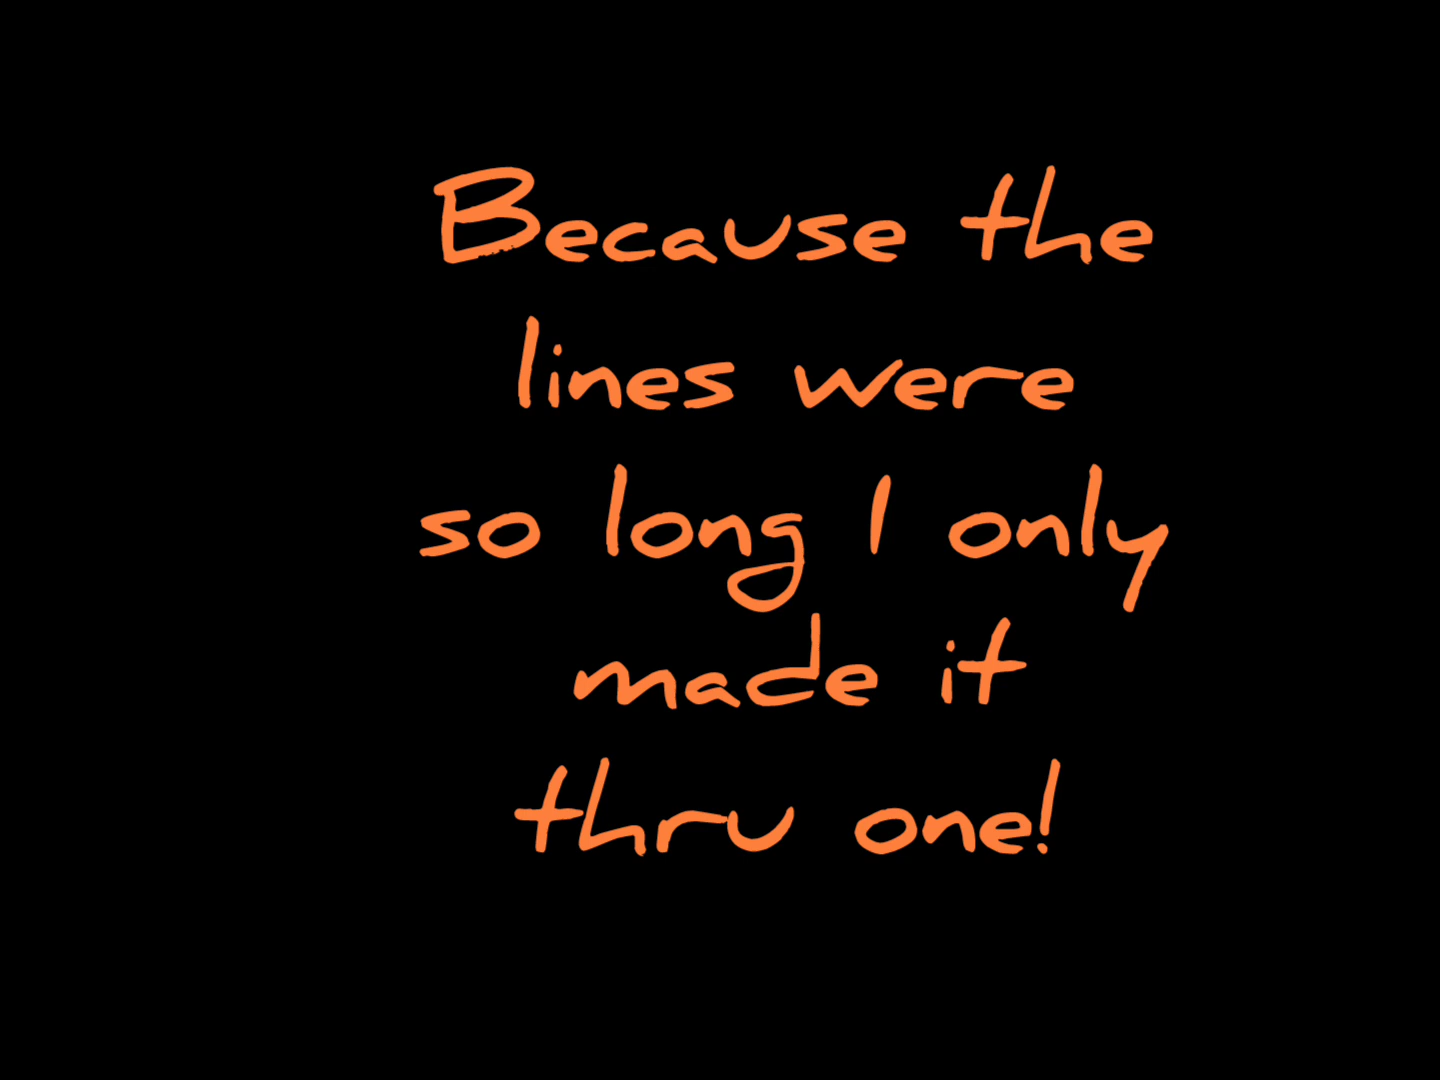 Because the
lines were
so long I only
made it
thru one!